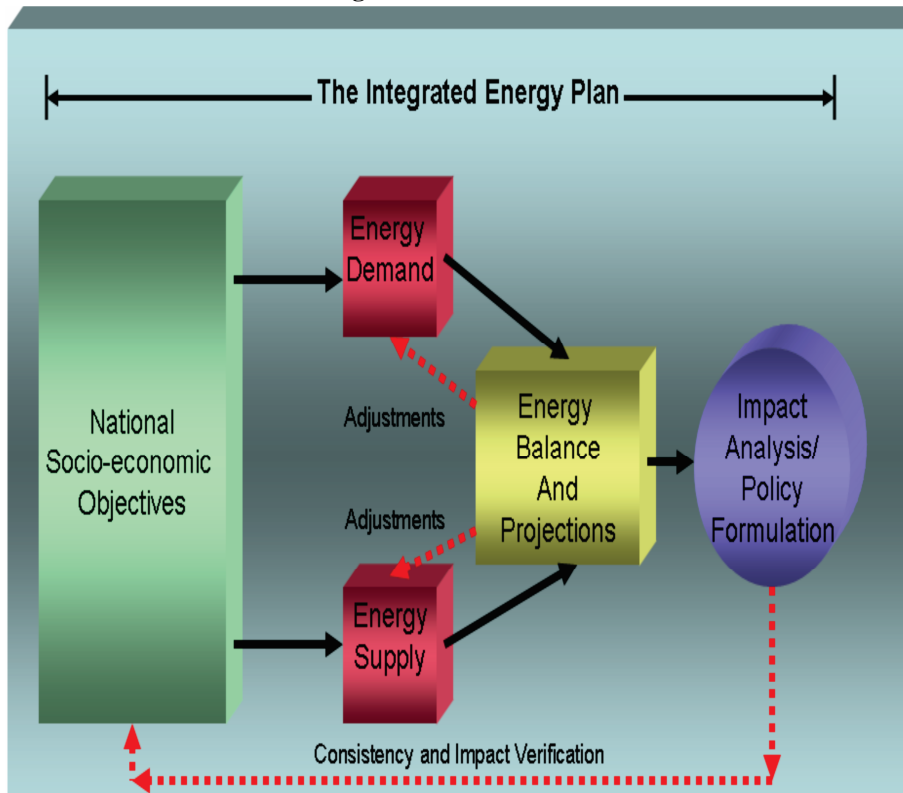 The Integrated Energy Plan
Energy
Demand
National
Socio-economic
Objectives
Adjustments
Energy
Balance
And
Projections
Impact
Analysis/
Policy
Formulation
Adjustments
Energy
Supply
Consistency and Impact Verification